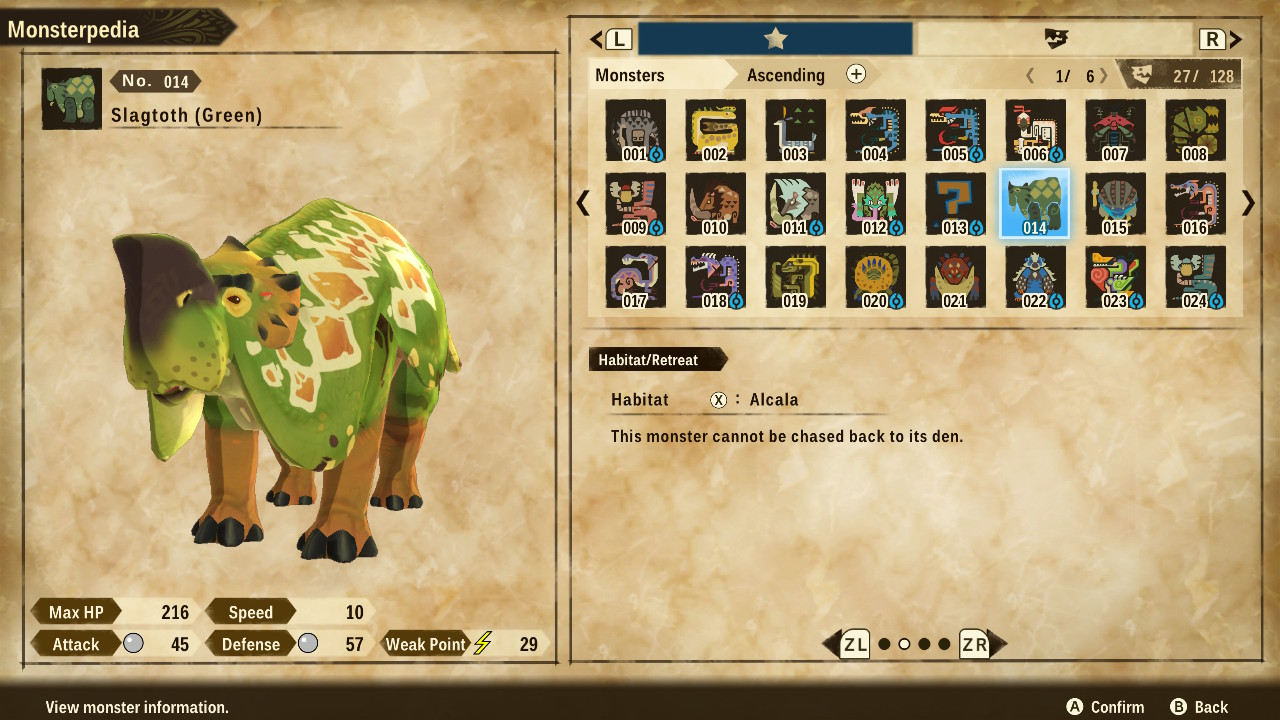 Monsterpedia
No. 014
Slagtoth (Green)
Max HP 216
Speed 10
Attack 45
Defense 57
Weak Point 29
L
R
Monsters
Ascending
1/ 6
27/ 128
001 002 003 004 005 006 007 008
009 010 011 012 013 014 015 016
017 018 019 020 021 022 023 024
Habitat/Retreat
Habitat X : Alcala
This monster cannot be chased back to its den.
ZL ZR
View monster information.
A Confirm B Back